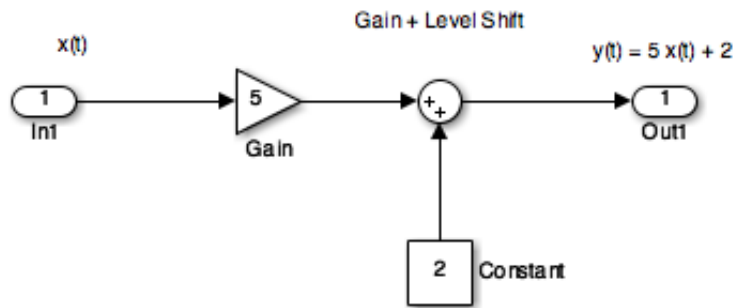 Gain + Level Shift
x(t)
y(t) = 5 x(t) + 2
1
5
+
+
1
In1
Gain
Out1
2
Constant